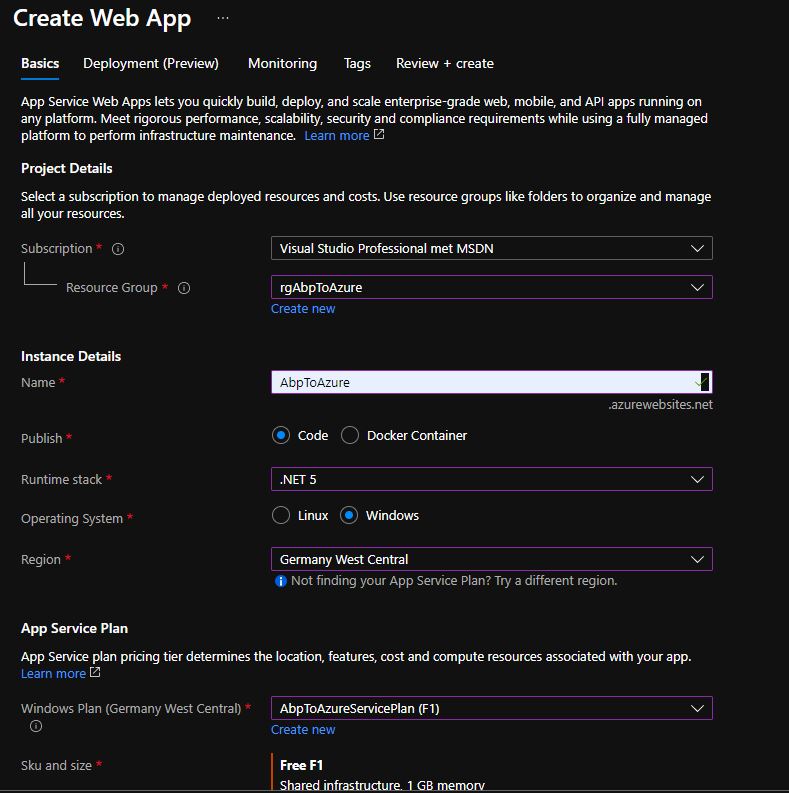 Create Web App ...
Basics Deployment (Preview) Monitoring Tags Review + create
App Service Web Apps lets you quickly build, deploy, and scale enterprise-grade web, mobile, and API apps running on
any platform. Meet rigorous performance, scalability, security and compliance requirements while using a fully managed
platform to perform infrastructure maintenance. Learn more
Project Details
Select a subscription to manage deployed resources and costs. Use resource groups like folders to organize and manage
all your resources.
Subscription * Visual Studio Professional met MSDN
Resource Group * rgAbpToAzure
Create new
Instance Details
Name * AbpToAzure
.azurewebsites.net
Publish * Code Docker Container
Runtime stack * .NET 5
Operating System * Linux Windows
Region * Germany West Central
Not finding your App Service Plan? Try a different region.
App Service Plan
App Service plan pricing tier determines the location, features, cost and compute resources associated with your app.
Learn more
Windows Plan (Germany West Central) * AbpToAzureServicePlan (F1)
Create new
Sku and size * Free F1
Shared infrastructure, 1 GB memory